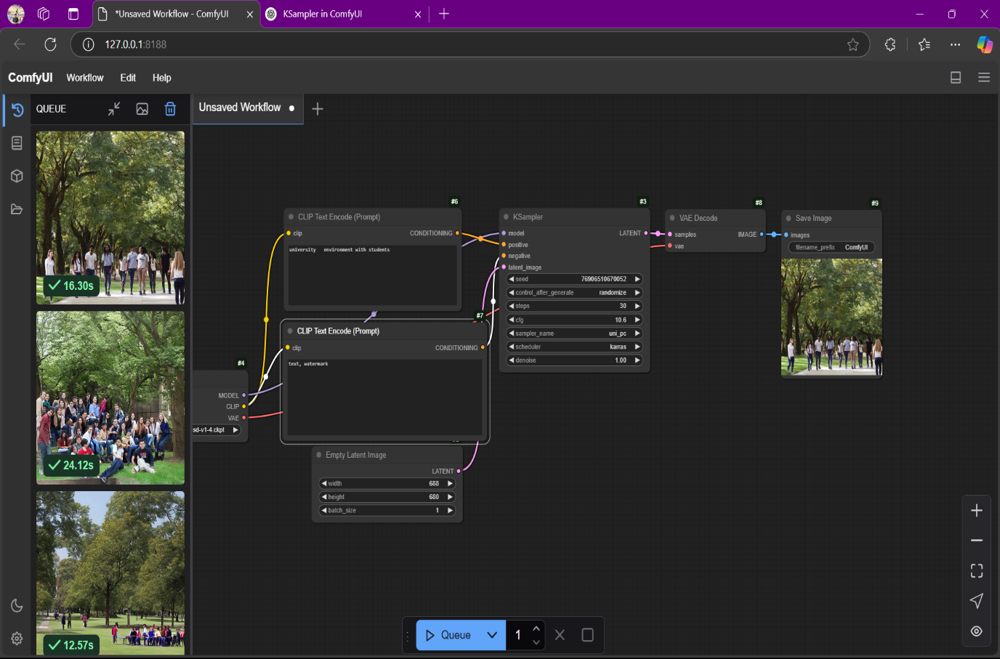 *Unsaved Workflow - ComfyUI
KSampler in ComfyUI
127.0.0.1:8188
ComfyUI Workflow Edit Help
QUEUE
Unsaved Workflow
16.30s
24.12s
12.57s
#4
MODEL
CLIP
VAE
sd-v1-4.ckpt
#6
CLIP Text Encode (Prompt)
clip CONDITIONING
university environment with students
#7
CLIP Text Encode (Prompt)
clip CONDITIONING
text, watermark
Empty Latent Image
LATENT
width 688
height 680
batch_size 1
#3
KSampler
model LATENT
positive
negative
latent_image
seed 76906510670052
control_after_generate randomize
steps 30
cfg 10.6
sampler_name uni_pc
scheduler karras
denoise 1.00
#8
VAE Decode
samples IMAGE
vae
#9
Save Image
images
filename_prefix ComfyUI
Queue 1